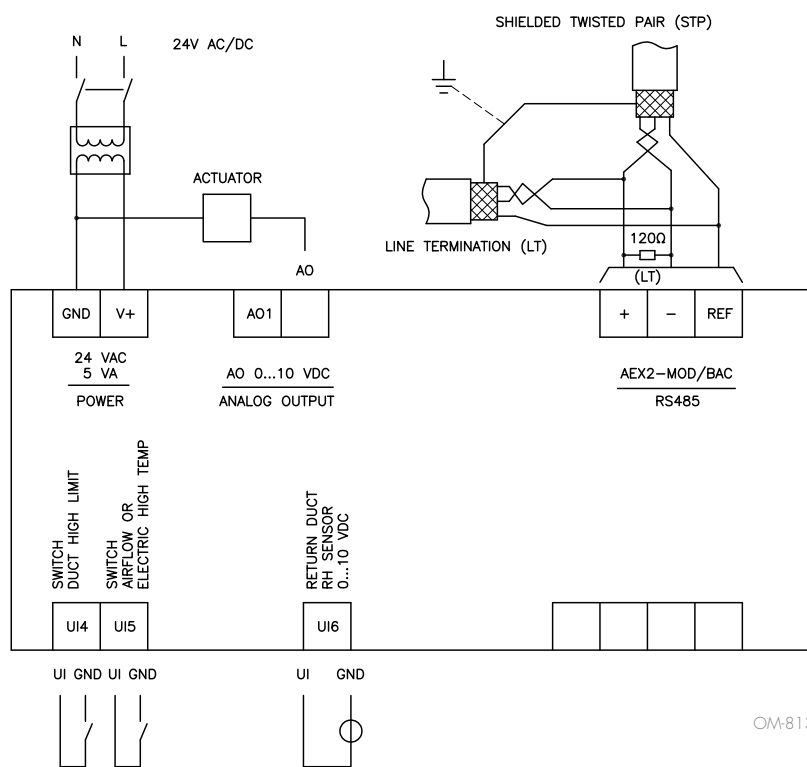 N L 24V AC/DC
SHIELDED TWISTED PAIR (STP)
ACTUATOR
AO
LINE TERMINATION (LT)
120Ω
(LT)
GND V+
AO1
+ - REF
24 VAC
5 VA
POWER
AO 0...10 VDC
ANALOG OUTPUT
AEX2-MOD/BAC
RS485
SWITCH
DUCT HIGH LIMIT
SWITCH
AIRFLOW OR
ELECTRIC HIGH TEMP
RETURN DUCT
RH SENSOR
0...10 VDC
UI4 UI5 UI6
UI GND UI GND UI GND
OM-813